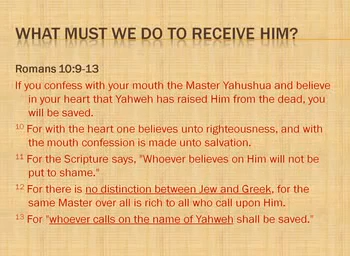 WHAT MUST WE DO TO RECEIVE HIM?
Romans 10:9-13
If you confess with your mouth the Master Yahushua and believe
in your heart that Yahweh has raised Him from the dead, you
will be saved.
10 For with the heart one believes unto righteousness, and with
the mouth confession is made unto salvation.
11 For the Scripture says, "Whoever believes on Him will not be
put to shame."
12 For there is no distinction between Jew and Greek, for the
same Master over all is rich to all who call upon Him.
13 For "whoever calls on the name of Yahweh shall be saved."